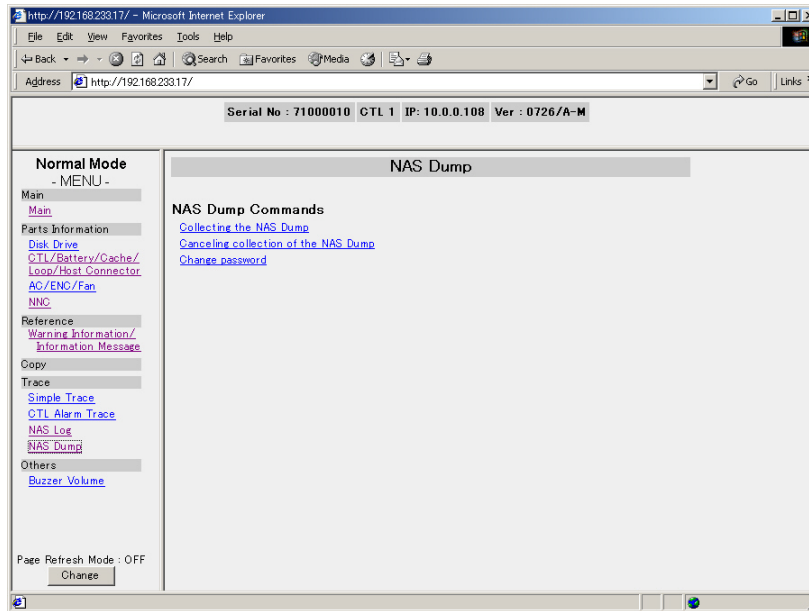 http://192.168.233.17/ - Microsoft Internet Explorer
File Edit View Favorites Tools Help
Back Search Favorites Media
Address http://192.168.233.17/ Go Links
Serial No : 71000010 CTL 1 IP: 10.0.0.108 Ver : 0726/A-M
Normal Mode
- MENU -
Main
Main
Parts Information
Disk Drive
CTL/Battery/Cache/
Loop/Host Connector
AC/ENC/Fan
NNC
Reference
Warning Information/
Information Message
Copy
Trace
Simple Trace
CTL Alarm Trace
NAS Log
NAS Dump
Others
Buzzer Volume
Page Refresh Mode : OFF
Change
NAS Dump
NAS Dump Commands
Collecting the NAS Dump
Canceling collection of the NAS Dump
Change password